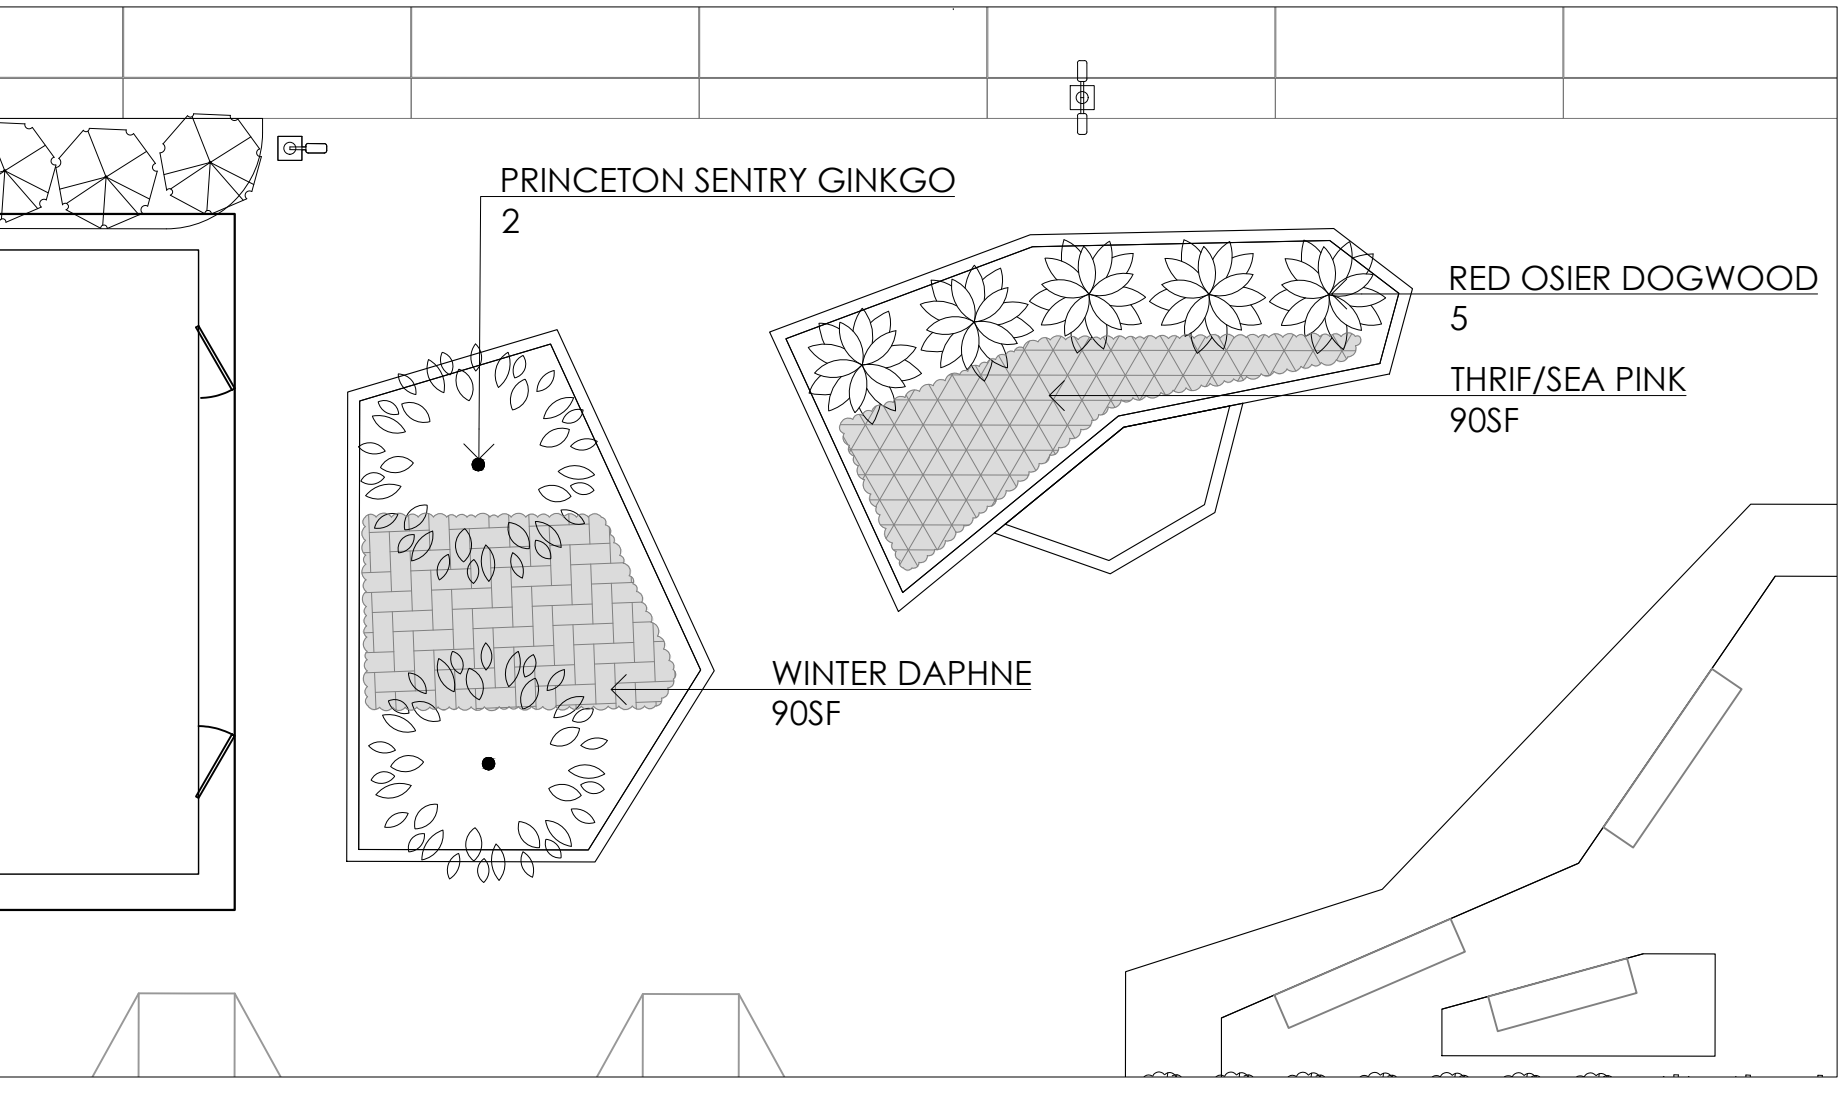 PRINCETON SENTRY GINKGO
2
RED OSIER DOGWOOD
5
THRIF/SEA PINK
90SF
WINTER DAPHNE
90SF